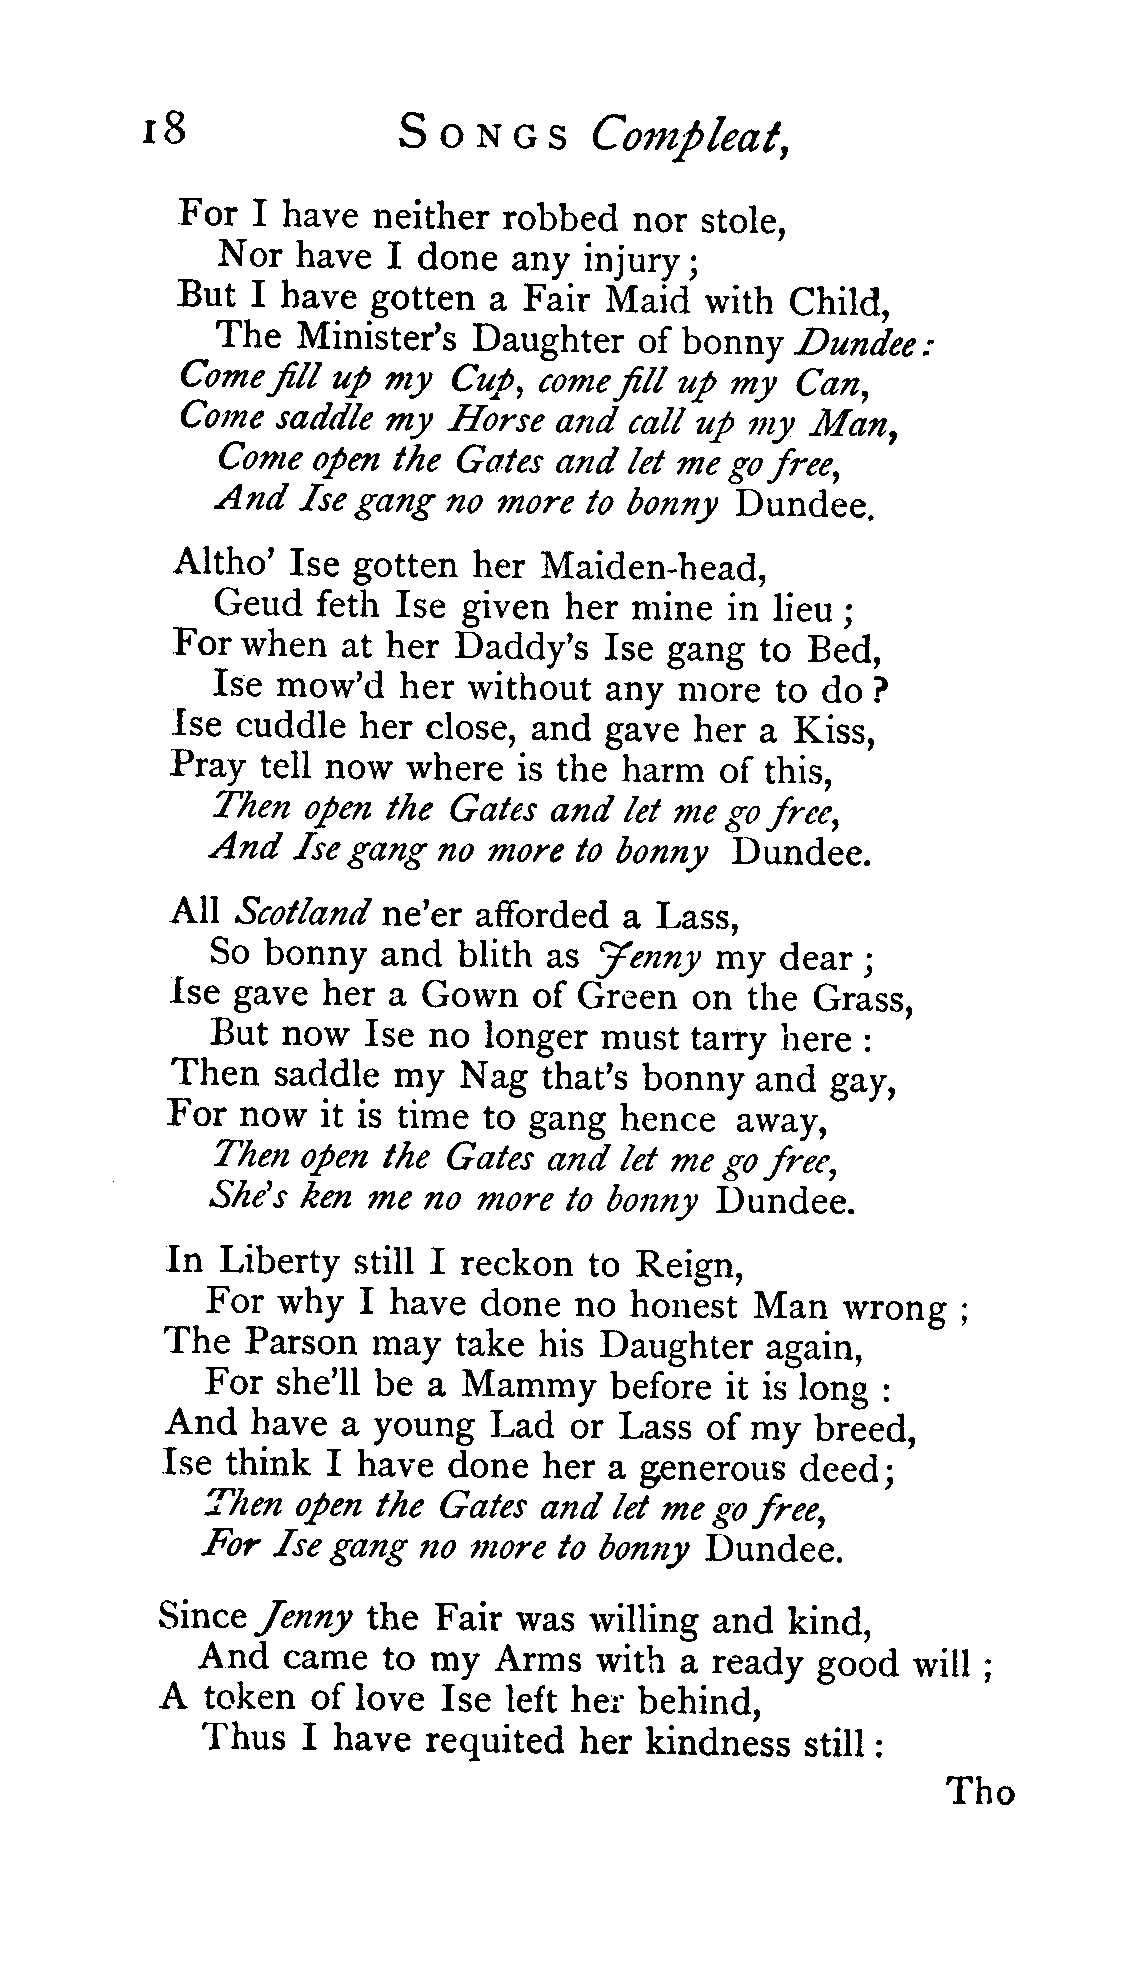 18 SONGS Compleat,
For I have neither robbed nor stole,
Nor have I done any injury;
But I have gotten a Fair Maid with Child,
The Minister's Daughter of bonny Dundee:
Come fill up my Cup, come fill up my Can,
Come saddle my Horse and call up my Man,
Come open the Gates and let me go free,
And Ise gang no more to bonny Dundee.
Altho' Ise gotten her Maiden-head,
Geud feth Ise given her mine in lieu;
For when at her Daddy's Ise gang to Bed,
Ise mow'd her without any more to do?
Ise cuddle her close, and gave her a Kiss,
Pray tell now where is the harm of this,
Then open the Gates and let me go free,
And Ise gang no more to bonny Dundee.
All Scotland ne'er afforded a Lass,
So bonny and blith as Jenny my dear;
Ise gave her a Gown of Green on the Grass,
But now Ise no longer must tarry here:
Then saddle my Nag that's bonny and gay,
For now it is time to gang hence away,
Then open the Gates and let me go free,
She's ken me no more to bonny Dundee.
In Liberty still I reckon to Reign,
For why I have done no honest Man wrong;
The Parson may take his Daughter again,
For she'll be a Mammy before it is long:
And have a young Lad or Lass of my breed,
Ise think I have done her a generous deed;
Then open the Gates and let me go free,
For Ise gang no more to bonny Dundee.
Since Jenny the Fair was willing and kind,
And came to my Arms with a ready good will;
A token of love Ise left her behind,
Thus I have requited her kindness still:
Tho